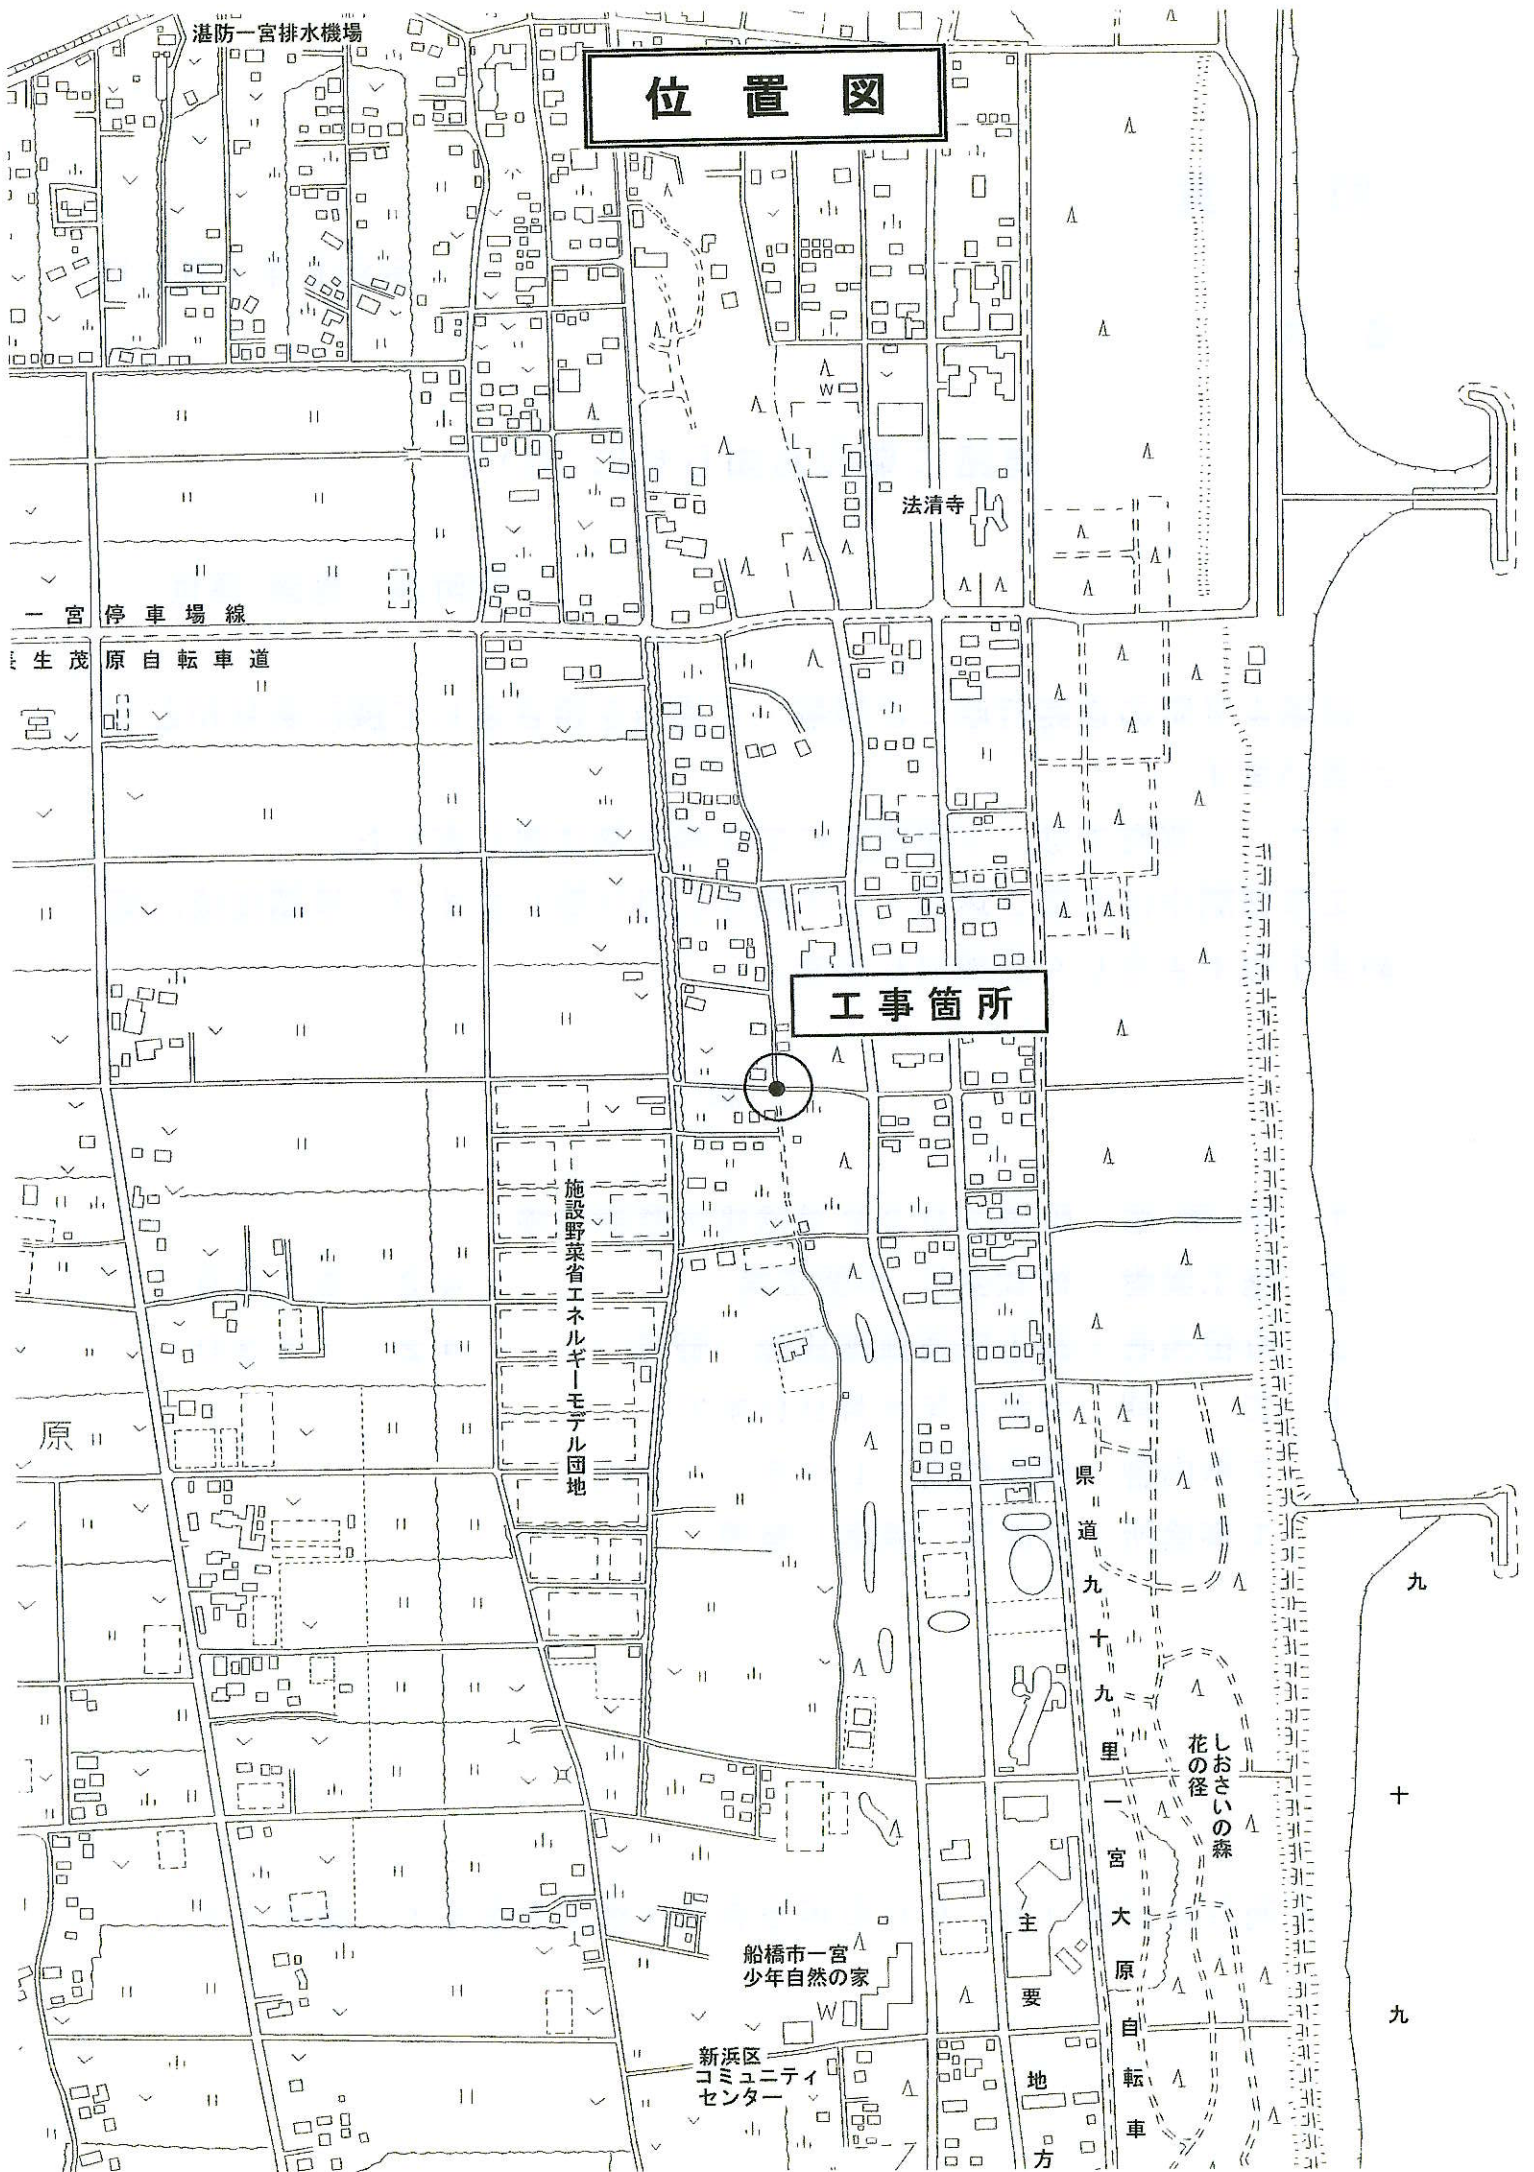 湛防一宮排水機場
位置図
法清寺
一宮停車場線
長生茂原自転車道
宮
工事箇所
施設野菜省エネルギーモデル団地
原
県道九十九里一宮大原自転車
しおさいの森
花の径
九十九
主要地方
船橋市一宮
少年自然の家
新浜区
コミュニティ
センター